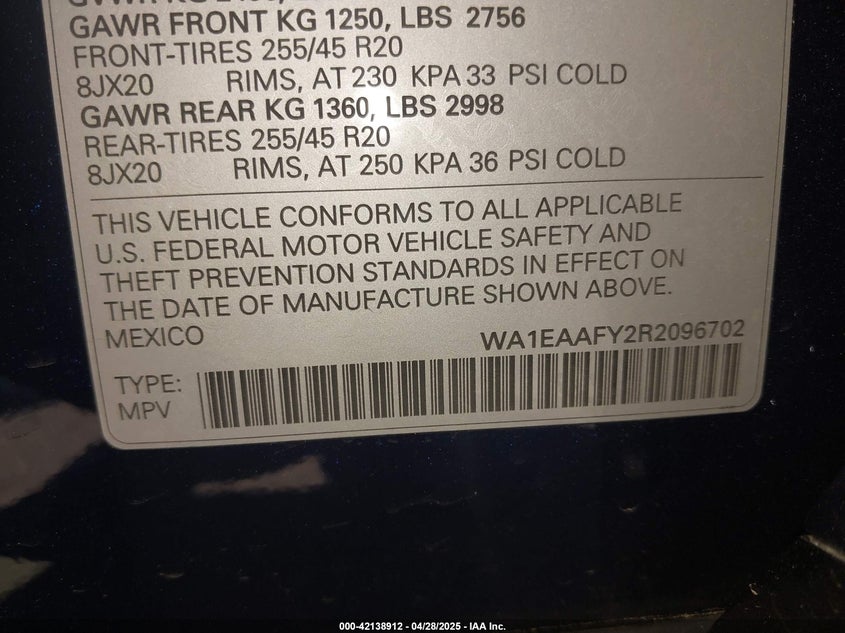 GAWR FRONT KG 1250, LBS 2756
FRONT-TIRES 255/45 R20
8JX20 RIMS, AT 230 KPA 33 PSI COLD
GAWR REAR KG 1360, LBS 2998
REAR-TIRES 255/45 R20
8JX20 RIMS, AT 250 KPA 36 PSI COLD
THIS VEHICLE CONFORMS TO ALL APPLICABLE
U.S. FEDERAL MOTOR VEHICLE SAFETY AND
THEFT PREVENTION STANDARDS IN EFFECT ON
THE DATE OF MANUFACTURE SHOWN ABOVE.
MEXICO WA1EAAFY2R2096702
TYPE:
MPV
000-42138912 - 04/28/2025 - IAA Inc.